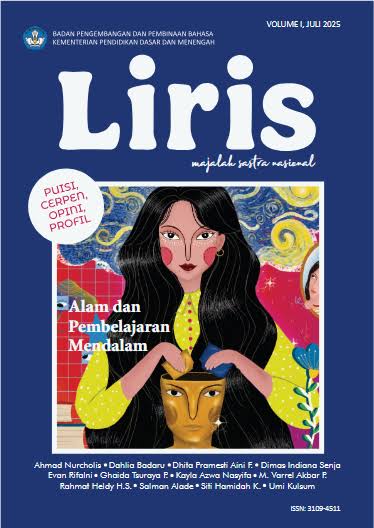 VOLUME I, JULI 2025
BADAN PENGEMBANGAN DAN PEMBINAAN BAHASA
KEMENTERIAN PENDIDIKAN DASAR DAN MENENGAH
Liris
majalah sastra nasional
PUISI,
CERPEN,
OPINI,
PROFIL
Alam dan
Pembelajaran
Mendalam
Ahmad Nurcholis • Dahlia Badaru • Dhita Pramesti Aini F. • Dimas Indiana Senja
Evan Rifalni • Ghaida Tsuraya P. • Kayla Azwa Nasyifa • M. Varrel Akbar P.
Rahmat Heldy H.S. • Salman Alade • Siti Hamidah K. • Umi Kulsum
ISSN: 3109-4511